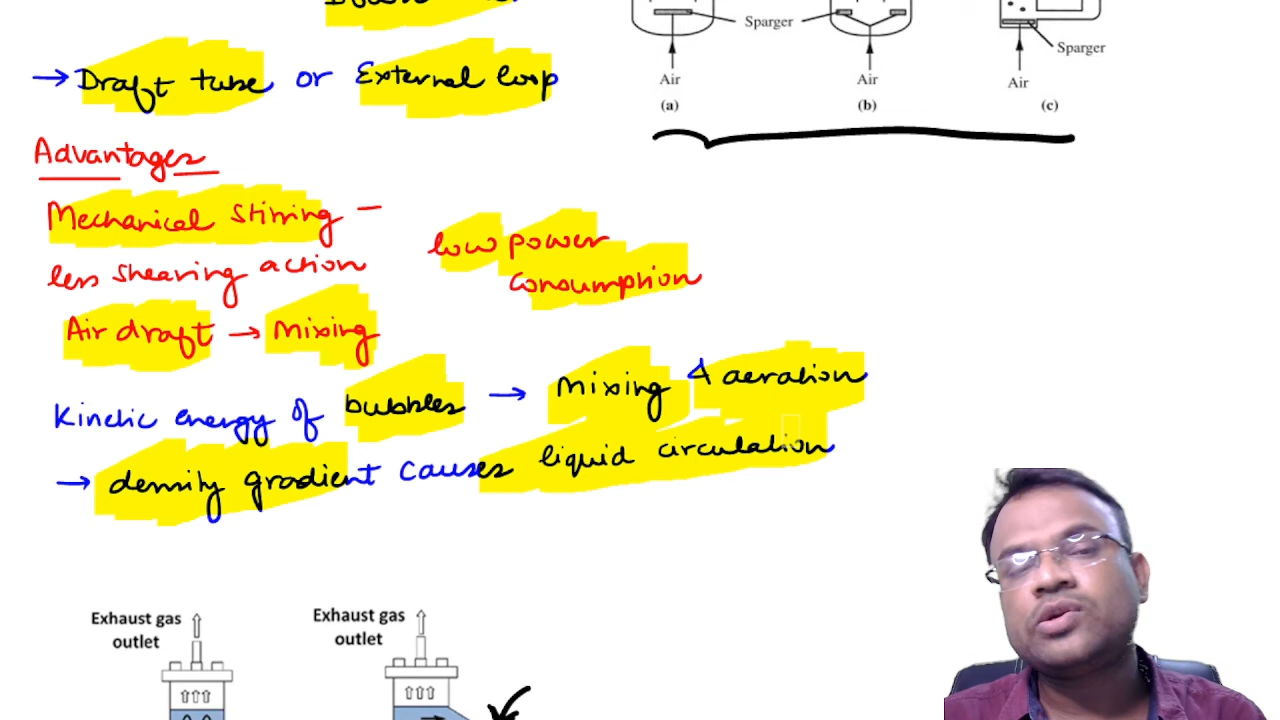 → Draft tube or External loop
Sparger
Sparger
Air
Air
Air
(a)
(b)
(c)
Advantages
Mechanical stirring -
less shearing action
low power
consumption
Air draft → Mixing
Kinetic energy of bubbles → Mixing & aeration
→ density gradient causes liquid circulation
Exhaust gas
outlet
Exhaust gas
outlet